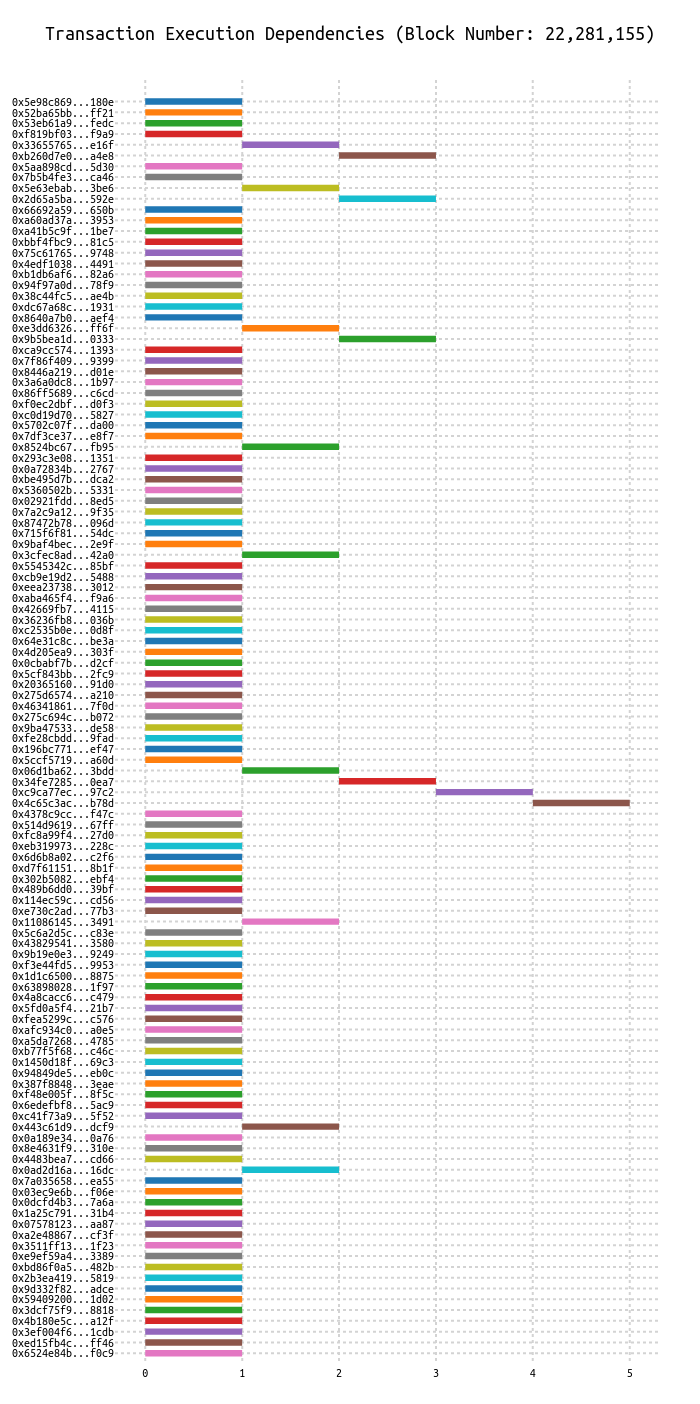 Transaction Execution Dependencies (Block Number: 22,281,155)
0x5e98c869...180e
0x52ba65bb...ff21
0x53eb61a9...fedc
0xf819bf03...f9a9
0x33655765...e16f
0xb260d7e0...a4e8
0x5aa898cd...5d30
0x7b5b4fe3...ca46
0x5e63ebab...3be6
0x2d65a5ba...592e
0x66692a59...650b
0xa60ad37a...3953
0xa41b5c9f...1be7
0xbbf4fbc9...81c5
0x75c61765...9748
0x4edf1038...4491
0xb1db6af6...82a6
0x94f97a0d...78f9
0x38c44fc5...ae4b
0xdc67a68c...1931
0x8640a7b0...aef4
0xe3dd6326...ff6f
0x9b5bea1d...0333
0xca9cc574...1393
0x7f86f409...9399
0x8446a219...d01e
0x3a6a0dc8...1b97
0x86ff5689...c6cd
0xf0ec2dbf...d0f3
0xc0d19d70...5827
0x5702c07f...da00
0x7df3ce37...e8f7
0x8524bc67...fb95
0x293c3e08...1351
0x0a72834b...2767
0xbe495d7b...dca2
0x5360502b...5331
0x02921fdd...8ed5
0x7a2c9a12...9f35
0x87472b78...096d
0x715f6f81...54dc
0x9baf4bec...2e9f
0x3cfec8ad...42a0
0x5545342c...85bf
0xcb9e19d2...5488
0xeea23738...3012
0xaba465f4...f9a6
0x42669fb7...4115
0x36236fb8...036b
0xc2535b0e...0d8f
0x64e31c8c...be3a
0x4d205ea9...303f
0x0cbabf7b...d2cf
0x5cf843bb...2fc9
0x20365160...91d0
0x275d6574...a210
0x46341861...7f0d
0x275c694c...b072
0x9ba47533...de58
0xfe28cbdd...9fad
0x196bc771...ef47
0x5ccf5719...a60d
0x06d1ba62...3bdd
0x34fe7285...0ea7
0xc9ca77ec...97c2
0x4c65c3ac...b78d
0x4378c9cc...f47c
0x514d9619...67ff
0xfc8a99f4...27d0
0xeb319973...228c
0x6d6b8a02...c2f6
0xd7f61151...8b1f
0x302b5082...ebf4
0x489b6dd0...39bf
0x114ec59c...cd56
0xe730c2ad...77b3
0x11086145...3491
0x5c6a2d5c...c83e
0x43829541...3580
0x9b19e0e3...9249
0xf3e44fd5...9953
0x1d1c6500...8875
0x63898028...1f97
0x4a8cacc6...c479
0x5fd0a5f4...21b7
0xfea5299c...c576
0xafc934c0...a0e5
0xa5da7268...4785
0xb77f5f68...c46c
0x1450d18f...69c3
0x94849de5...eb0c
0x387f8848...3eae
0xf48e005f...8f5c
0x6edefbf8...5ac9
0xc41f73a9...5f52
0x443c61d9...dcf9
0x0a189e34...0a76
0x8e4631f9...310e
0x4483bea7...cd66
0x0ad2d16a...16dc
0x7a035658...ea55
0x03ec9e6b...f06e
0x0dcfd4b3...7a6a
0x1a25c791...31b4
0x07578123...aa87
0xa2e48867...cf3f
0x3511ff13...1f23
0xe9ef59a4...3389
0xbd86f0a5...482b
0x2b3ea419...5819
0x9d332f82...adce
0x59409200...1d02
0x3dcf75f9...8818
0x4b180e5c...a12f
0x3ef004f6...1cdb
0xed15fb4c...ff46
0x6524e84b...f0c9
0 1 2 3 4 5